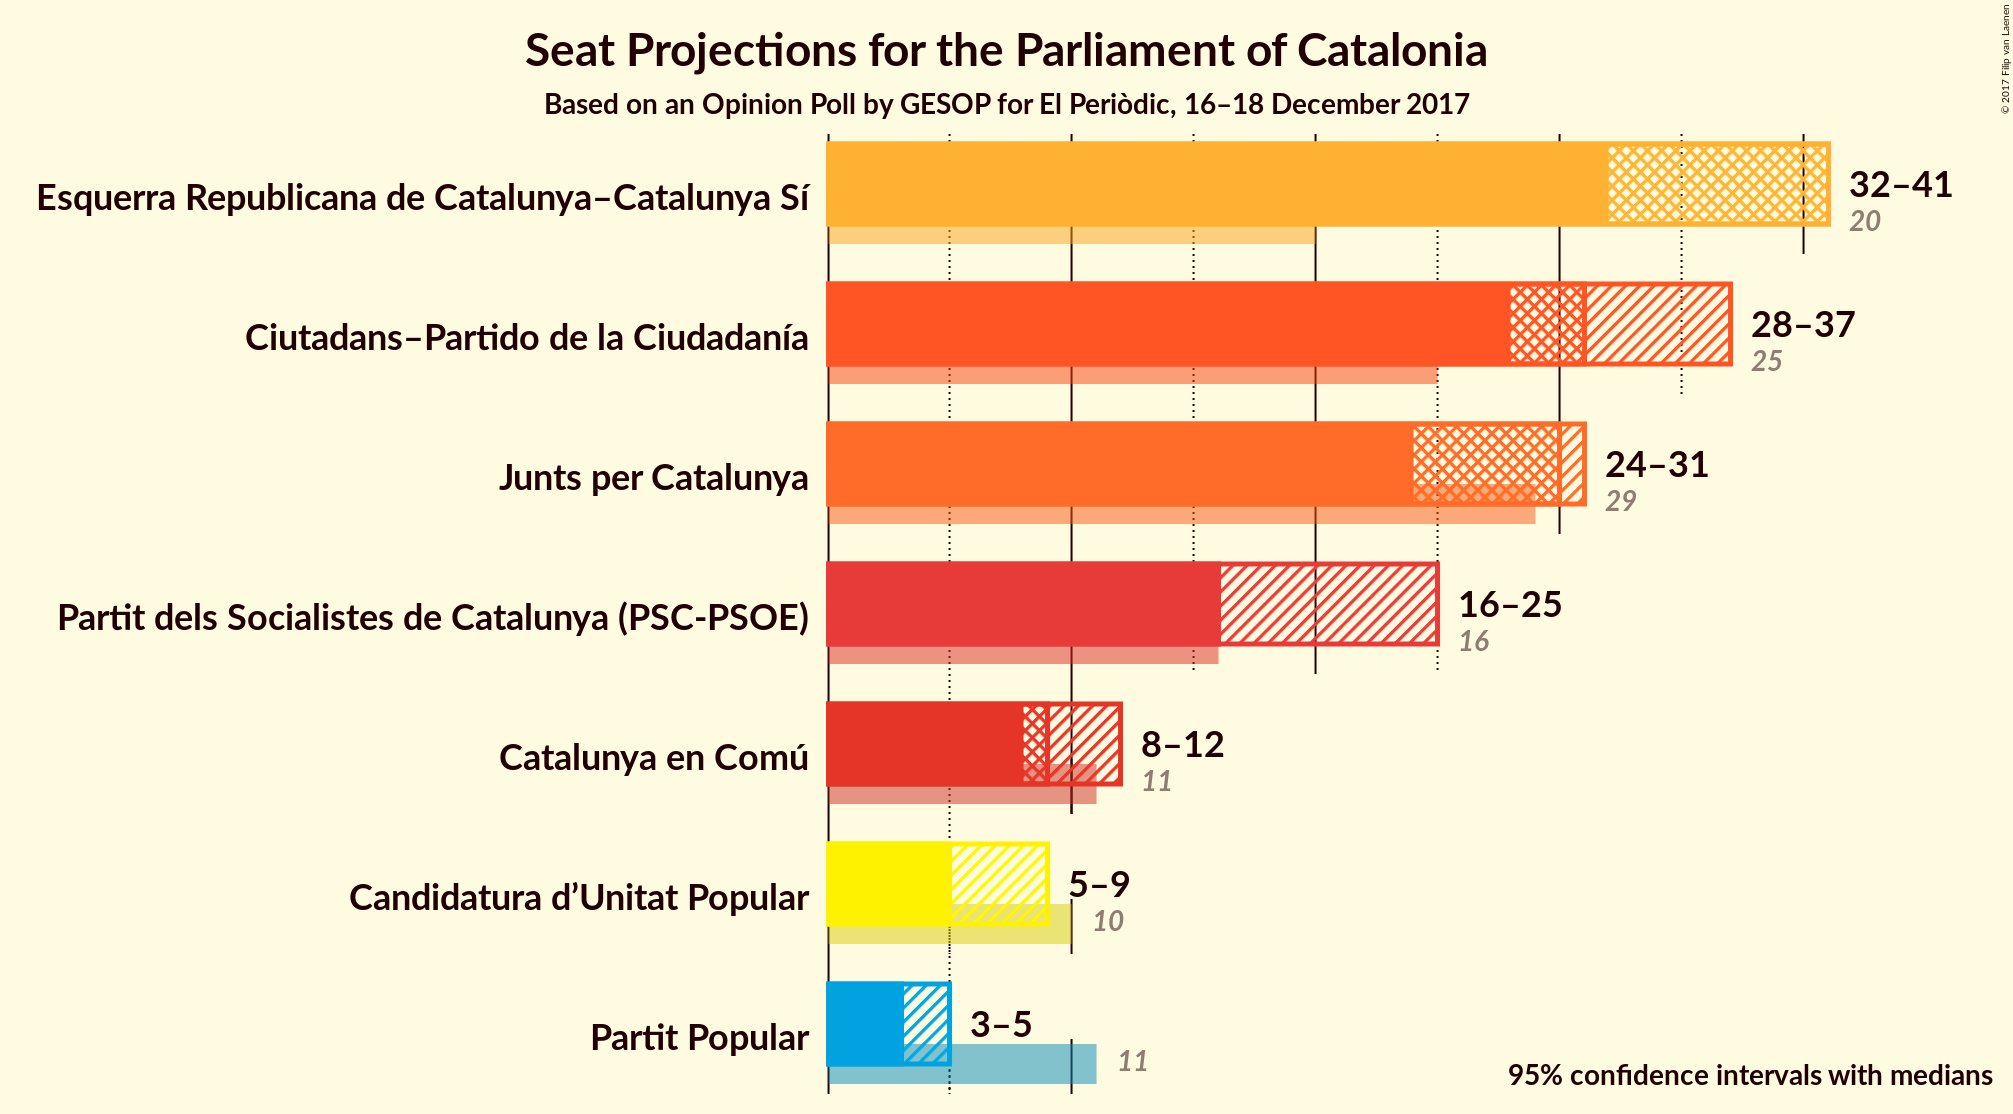 Seat Projections for the Parliament of Catalonia
Based on an Opinion Poll by GESOP for El Periòdic, 16–18 December 2017
© 2017 Filip van Laenen
Esquerra Republicana de Catalunya–Catalunya Sí
32–41
20
Ciutadans–Partido de la Ciudadanía
28–37
25
Junts per Catalunya
24–31
29
Partit dels Socialistes de Catalunya (PSC-PSOE)
16–25
16
Catalunya en Comú
8–12
11
Candidatura d’Unitat Popular
5–9
10
Partit Popular
3–5
11
95% confidence intervals with medians